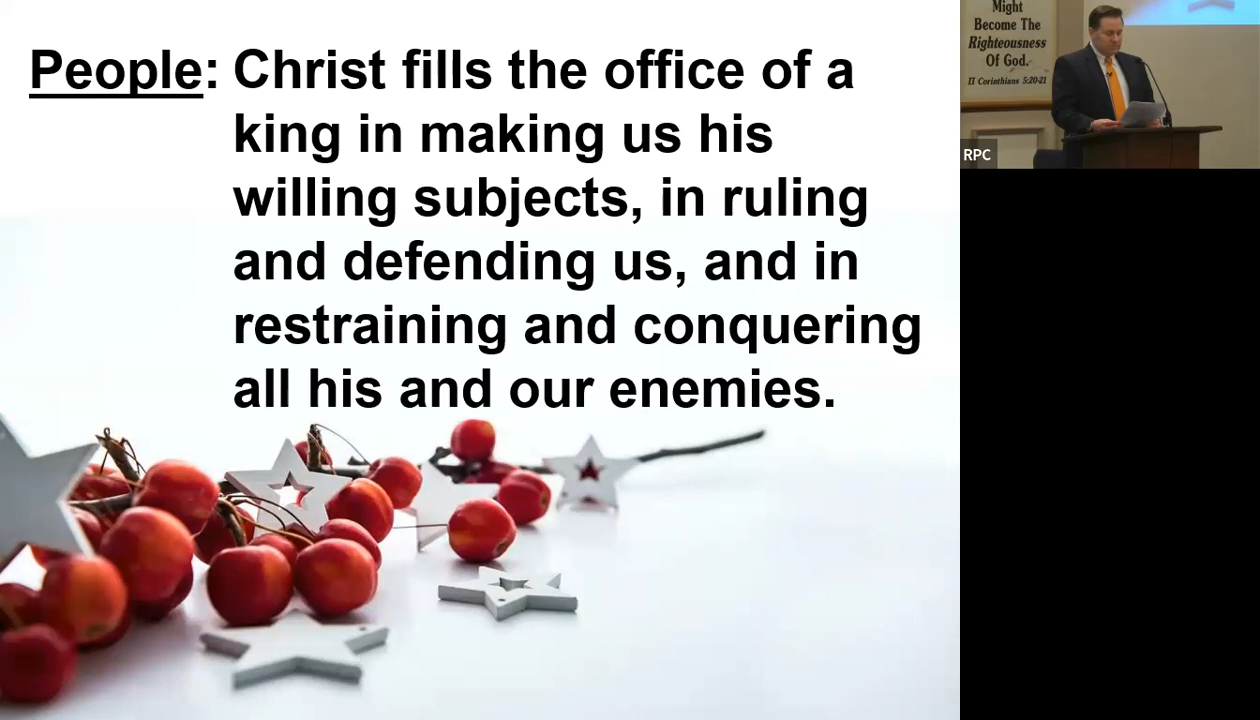 People: Christ fills the office of a
king in making us his
willing subjects, in ruling
and defending us, and in
restraining and conquering
all his and our enemies.
Might
Become The
Righteousness
Of God.
II Corinthians 5:20-21
RPC